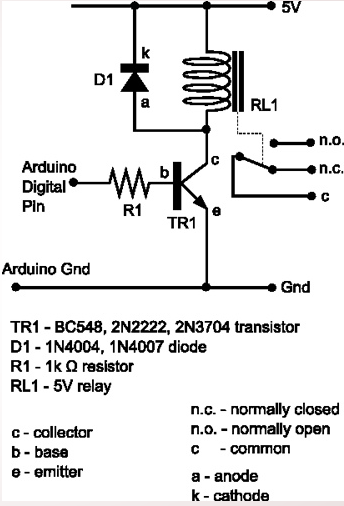 5V
k
D1
a
RL1
n.o.
c
n.c.
Arduino
Digital
Pin
b
R1
c
TR1
e
Arduino Gnd
Gnd
TR1 - BC548, 2N2222, 2N3704 transistor
D1 - 1N4004, 1N4007 diode
R1 - 1k Ω resistor
RL1 - 5V relay
n.c. - normally closed
c - collector
n.o. - normally open
b - base
c - common
e - emitter
a - anode
k - cathode